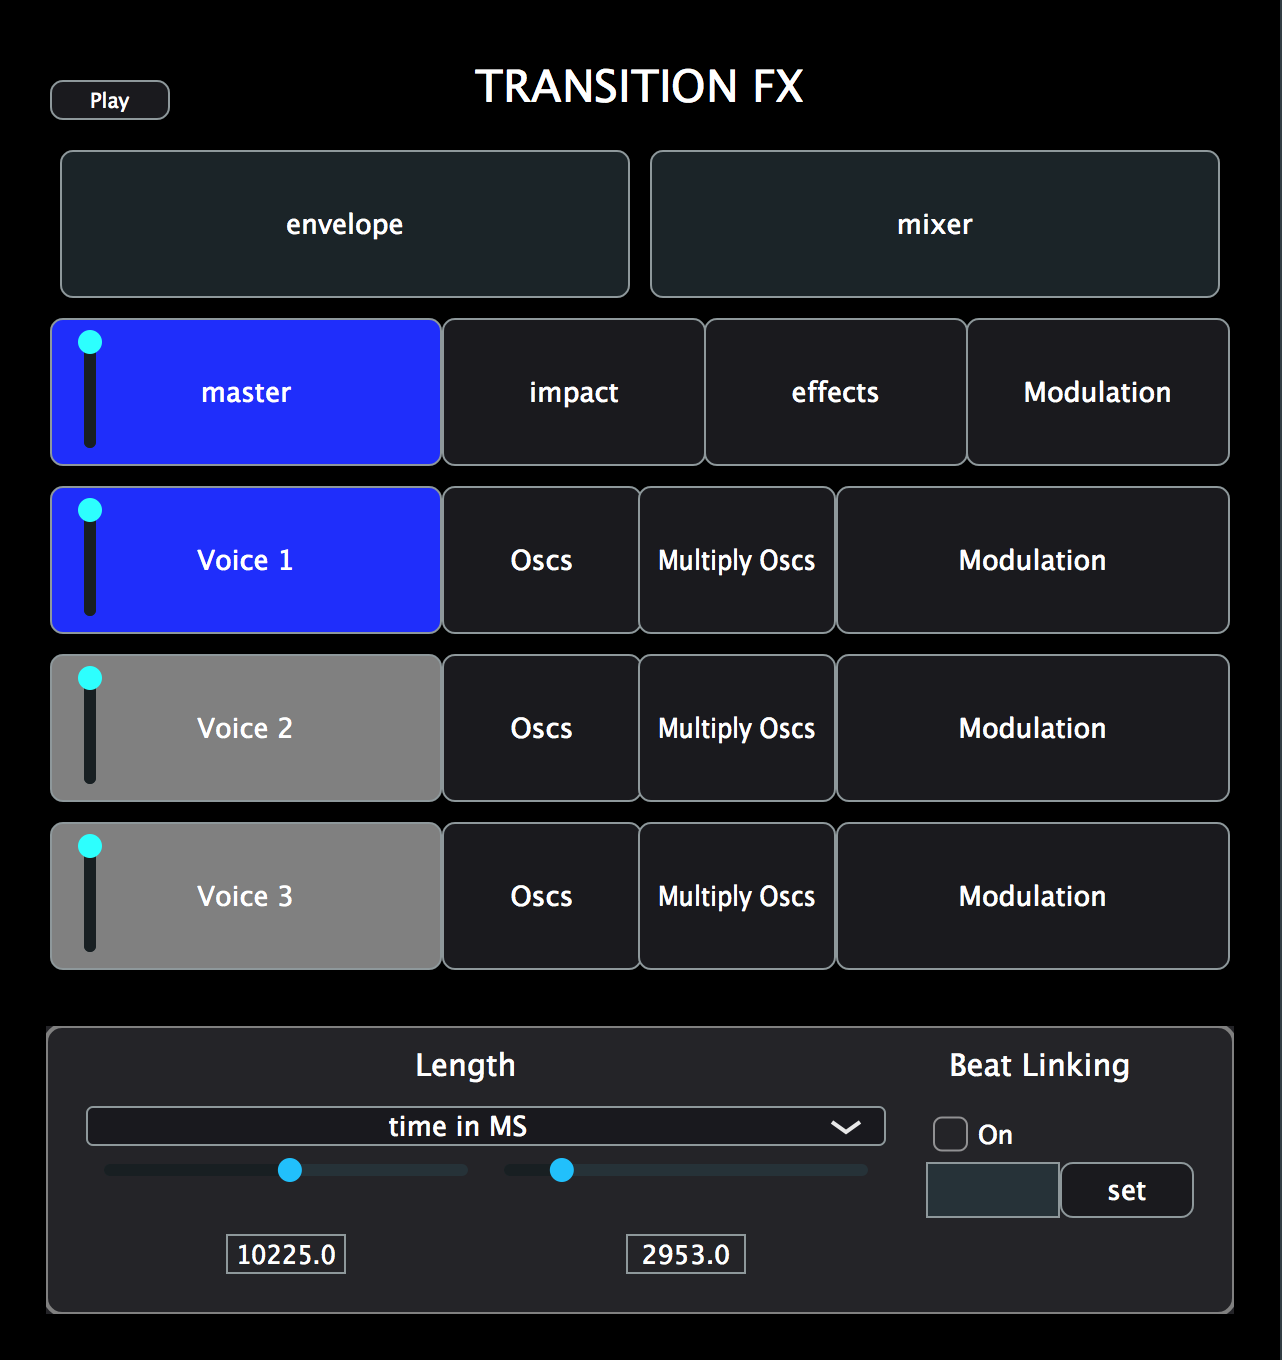 TRANSITION FX
Play
envelope
mixer
master
impact
effects
Modulation
Voice 1
Oscs
Multiply Oscs
Modulation
Voice 2
Oscs
Multiply Oscs
Modulation
Voice 3
Oscs
Multiply Oscs
Modulation
Length
time in MS
10225.0
2953.0
Beat Linking
On
set